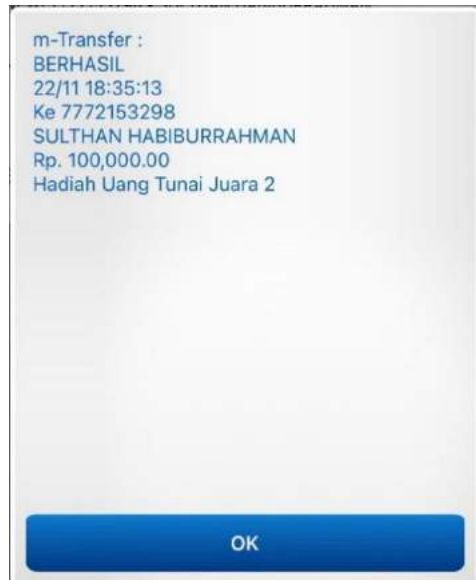 m-Transfer :
BERHASIL
22/11 18:35:13
Ke 7772153298
SULTHAN HABIBURRAHMAN
Rp. 100,000.00
Hadiah Uang Tunai Juara 2
OK